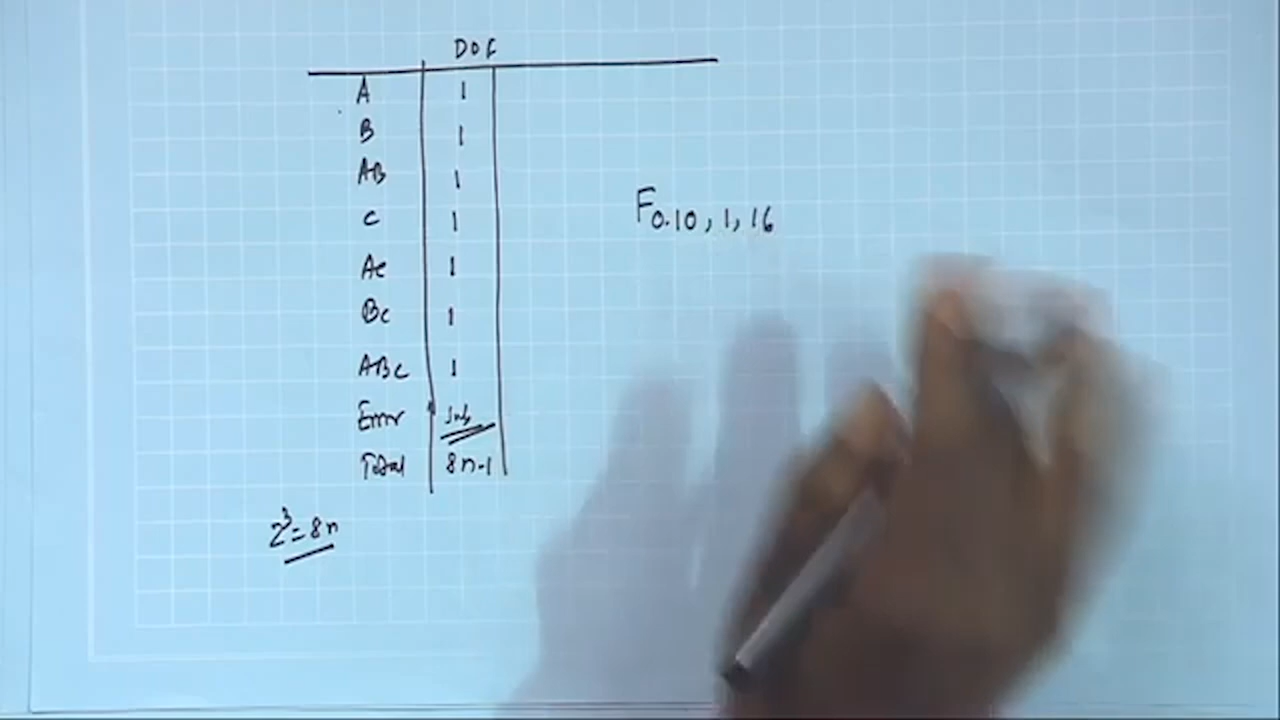 DOF
A 1
B 1
AB 1
C 1
AC 1
BC 1
ABC 1
Error Sub
Total 8n-1
F0.10, 1, 16
2³=8n